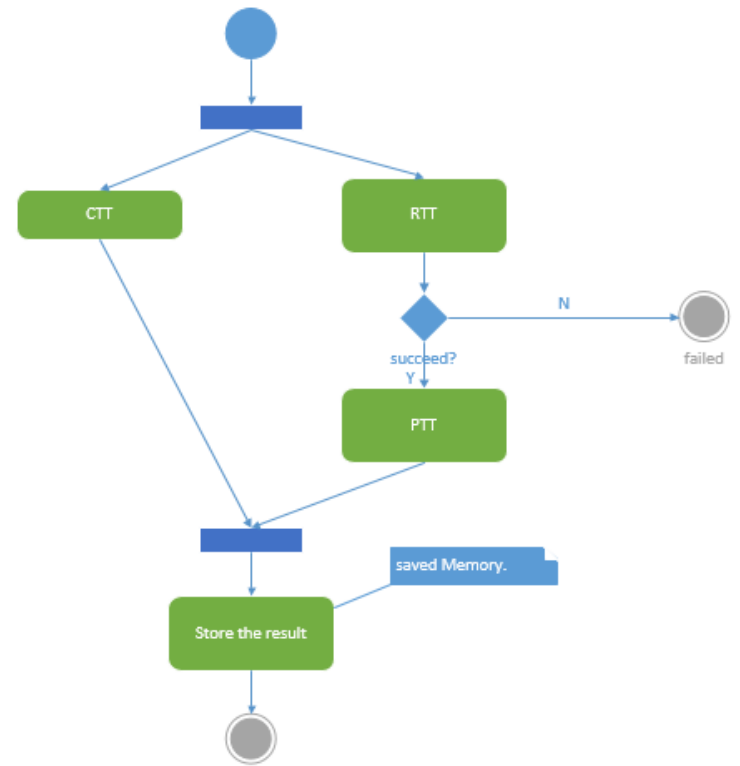 CTT
RTT
N
succeed?
failed
Y
PTT
saved Memory.
Store the result